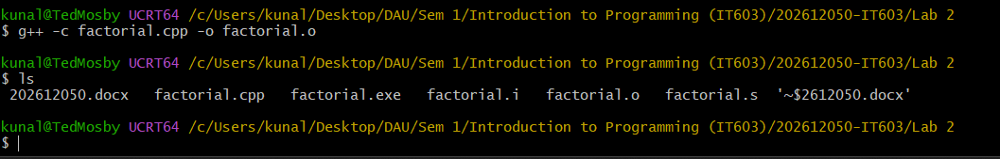 kunal@TedMosby UCRT64 /c/Users/kunal/Desktop/DAU/Sem 1/Introduction to Programming (IT603)/202612050-IT603/Lab 2
$ g++ -c factorial.cpp -o factorial.o
kunal@TedMosby UCRT64 /c/Users/kunal/Desktop/DAU/Sem 1/Introduction to Programming (IT603)/202612050-IT603/Lab 2
$ ls
202612050.docx   factorial.cpp   factorial.exe   factorial.i   factorial.o   factorial.s  '~$2612050.docx'
kunal@TedMosby UCRT64 /c/Users/kunal/Desktop/DAU/Sem 1/Introduction to Programming (IT603)/202612050-IT603/Lab 2
$